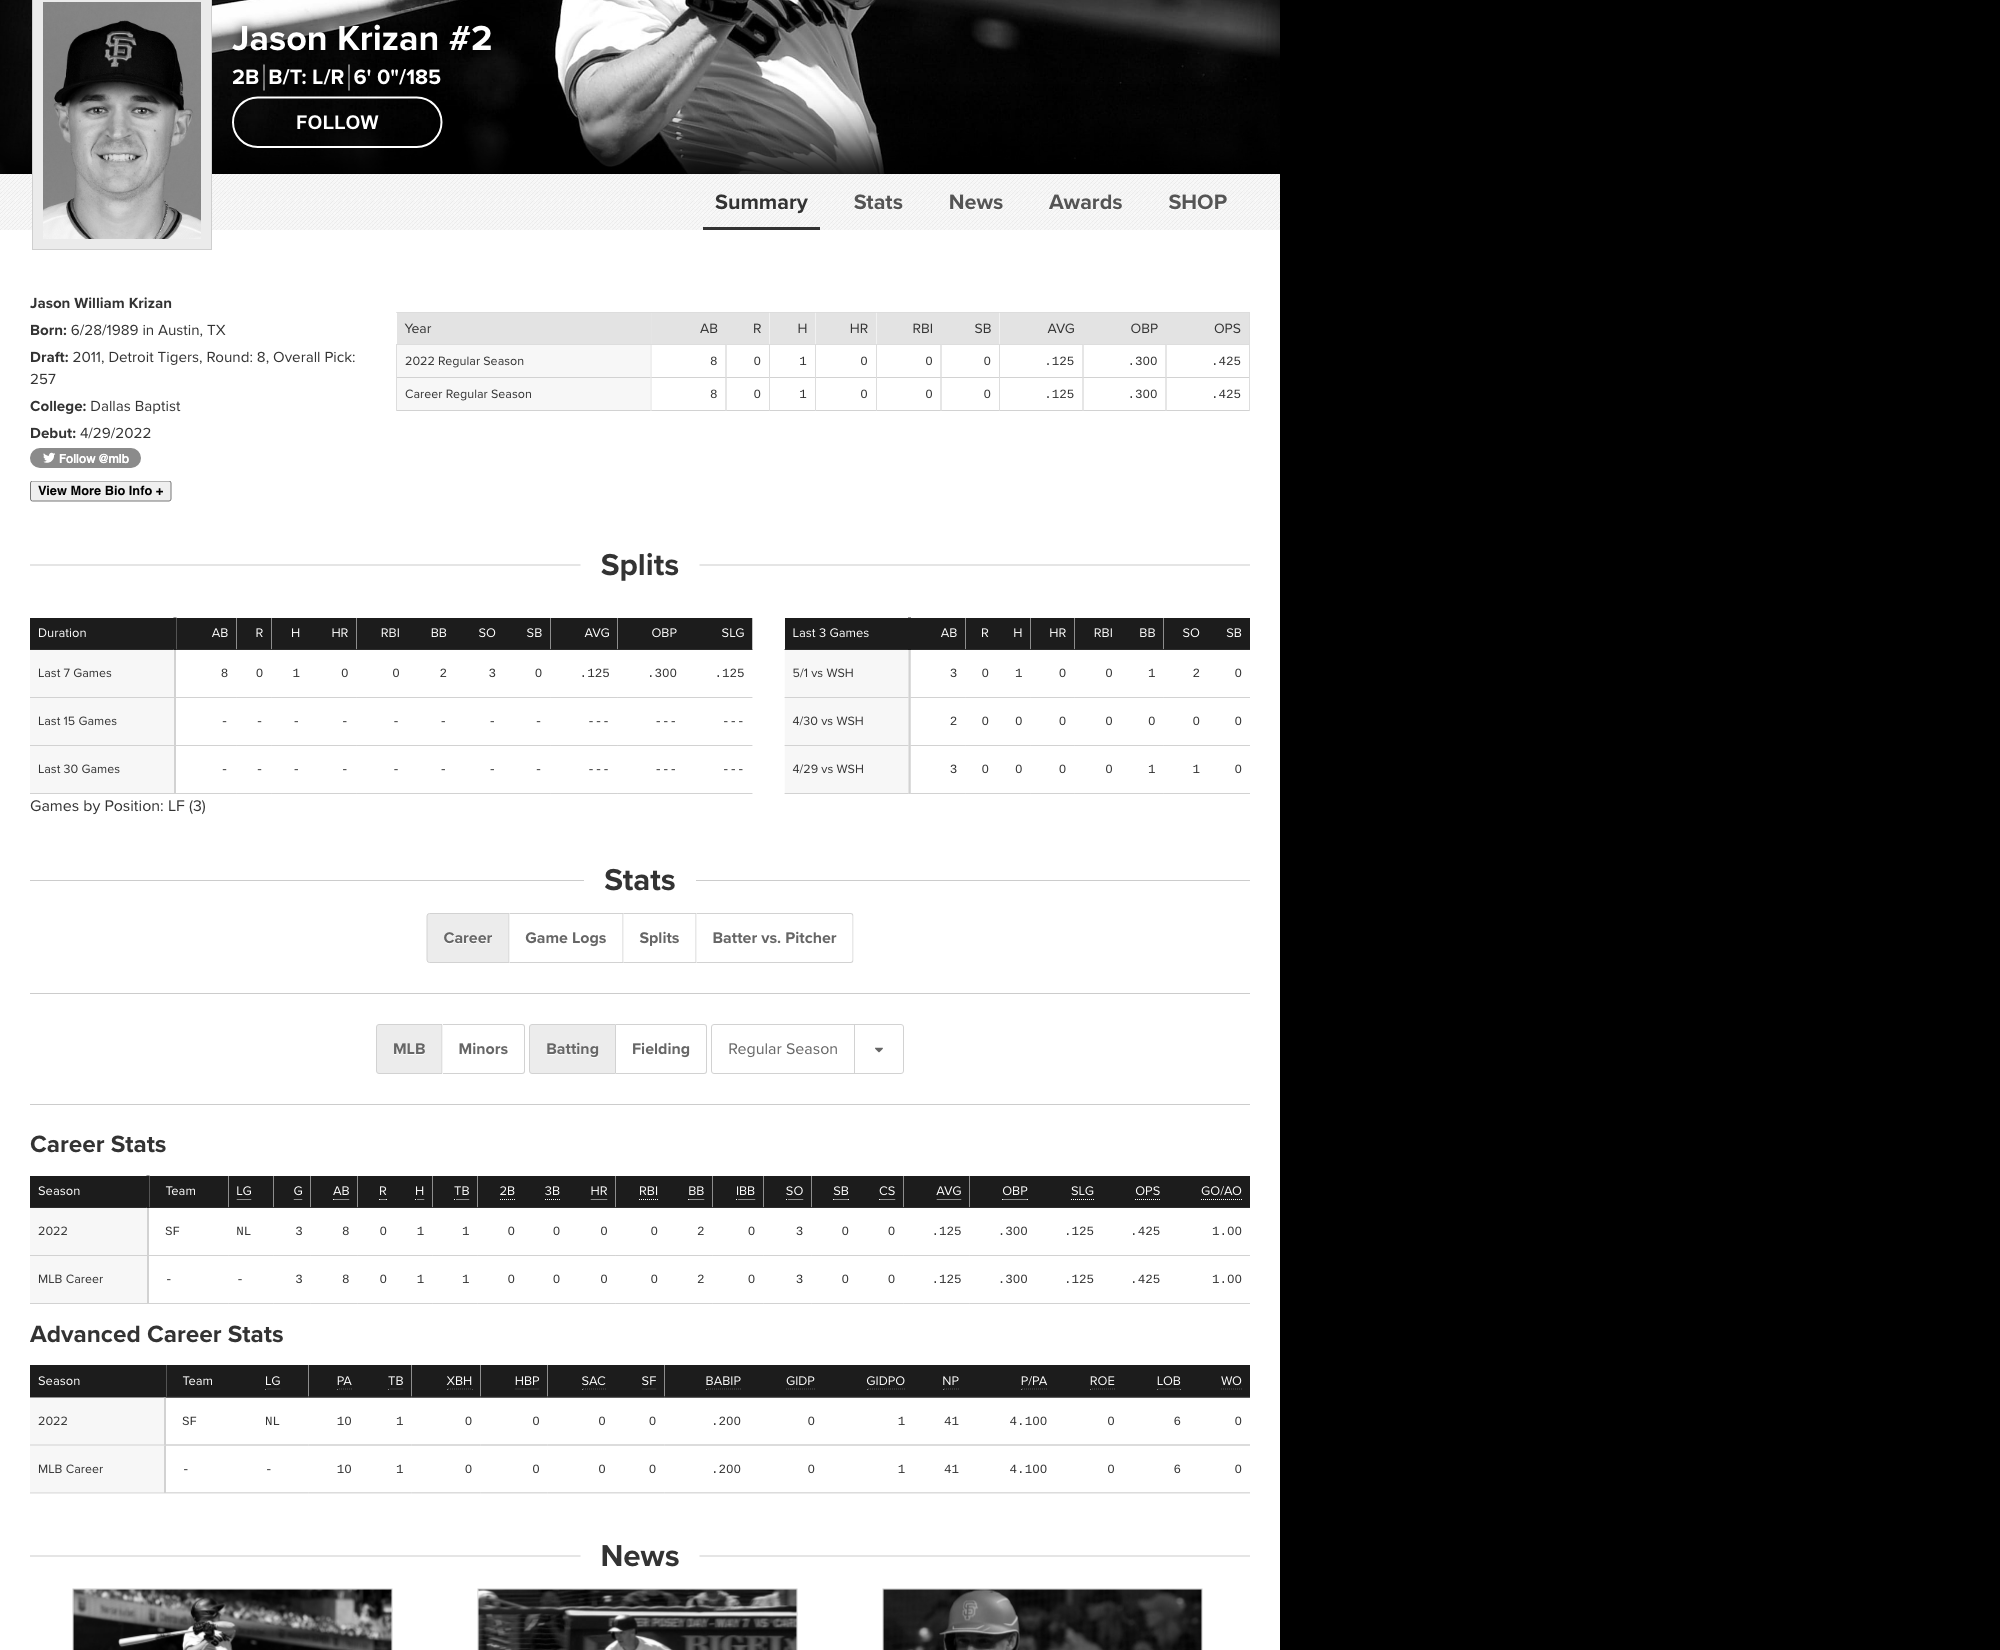 Jason Krizan #2
2B B/T: L/R 6' 0"/185
FOLLOW
SF
Summary Stats News Awards SHOP
Jason William Krizan
Born: 6/28/1989 in Austin, TX
Draft: 2011, Detroit Tigers, Round: 8, Overall Pick:
257
College: Dallas Baptist
Debut: 4/29/2022
Follow @mlb
View More Bio Info +
Year AB R H HR RBI SB AVG OBP OPS
2022 Regular Season 8 0 1 0 0 0 .125 .300 .425
Career Regular Season 8 0 1 0 0 0 .125 .300 .425
Splits
Duration AB R H HR RBI BB SO SB AVG OBP SLG
Last 7 Games 8 0 1 0 0 2 3 0 .125 .300 .125
Last 15 Games - - - - - - - - --- --- ---
Last 30 Games - - - - - - - - --- --- ---
Games by Position: LF (3)
Last 3 Games AB R H HR RBI BB SO SB
5/1 vs WSH 3 0 1 0 0 1 2 0
4/30 vs WSH 2 0 0 0 0 0 0 0
4/29 vs WSH 3 0 0 0 0 1 1 0
Stats
Career Game Logs Splits Batter vs. Pitcher
MLB Minors Batting Fielding Regular Season
Career Stats
Season Team LG G AB R H TB 2B 3B HR RBI BB IBB SO SB CS AVG OBP SLG OPS GO/AO
2022 SF NL 3 8 0 1 1 0 0 0 0 2 0 3 0 0 .125 .300 .125 .425 1.00
MLB Career - - 3 8 0 1 1 0 0 0 0 2 0 3 0 0 .125 .300 .125 .425 1.00
Advanced Career Stats
Season Team LG PA TB XBH HBP SAC SF BABIP GIDP GIDPO NP P/PA ROE LOB WO
2022 SF NL 10 1 0 0 0 0 .200 0 1 41 4.100 0 6 0
MLB Career - - 10 1 0 0 0 0 .200 0 1 41 4.100 0 6 0
News
POSEY DAY